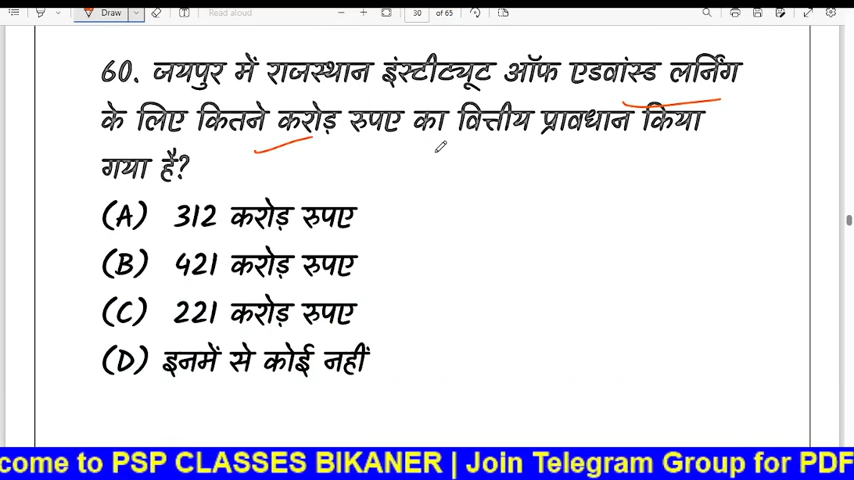 Draw
Read aloud
30 of 65
60. जयपुर में राजस्थान इंस्टीट्यूट ऑफ एडवांस्ड लर्निंग
के लिए कितने करोड़ रुपए का वित्तीय प्रावधान किया
गया है?
(A) 312 करोड़ रुपए
(B) 421 करोड़ रुपए
(C) 221 करोड़ रुपए
(D) इनमें से कोई नहीं
come to PSP CLASSES BIKANER | Join Telegram Group for PDF